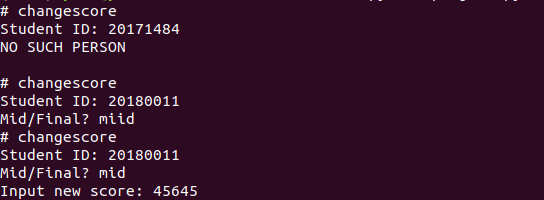 # changescore
Student ID: 20171484
NO SUCH PERSON
# changescore
Student ID: 20180011
Mid/Final? miid
# changescore
Student ID: 20180011
Mid/Final? mid
Input new score: 45645